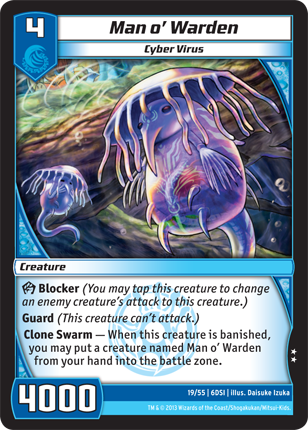 4
Man o' Warden
Cyber Virus
Creature
Blocker (You may tap this creature to change
an enemy creature's attack to this creature.)
Guard (This creature can't attack.)
Clone Swarm — When this creature is banished,
you may put a creature named Man o' Warden
from your hand into the battle zone.
4000
19/55 | 6DSI | illus. Daisuke Izuka
TM & © 2013 Wizards of the Coast/Shogakukan/Mitsui-Kids